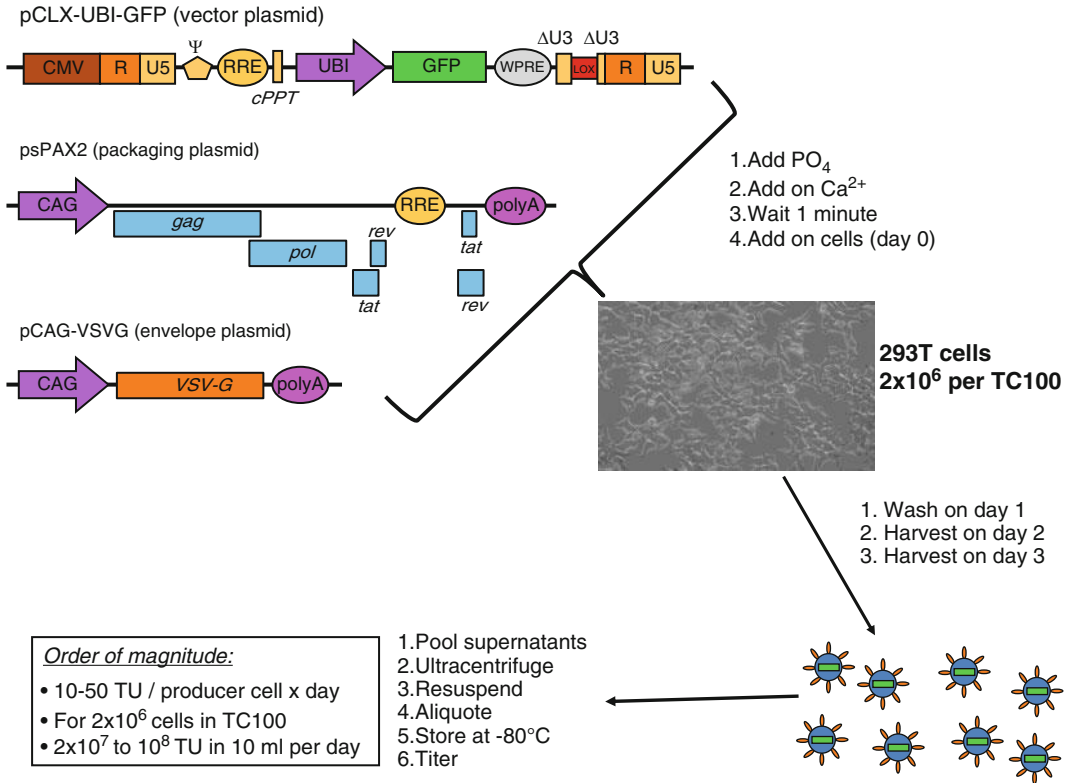 pCLX-UBI-GFP (vector plasmid)
CMV R U5 Ψ RRE cPPT UBI GFP WPRE ΔU3 LOX ΔU3 R U5
psPAX2 (packaging plasmid)
CAG gag pol tat rev RRE tat rev polyA
pCAG-VSVG (envelope plasmid)
CAG VSV-G polyA
1.Add PO₄
2.Add on Ca²⁺
3.Wait 1 minute
4.Add on cells (day 0)
293T cells
2x10⁶ per TC100
1. Wash on day 1
2. Harvest on day 2
3. Harvest on day 3
1.Pool supernatants
2.Ultracentrifuge
3.Resuspend
4.Aliquote
5.Store at -80°C
6.Titer
Order of magnitude:
• 10-50 TU / producer cell x day
• For 2x10⁶ cells in TC100
• 2x10⁷ to 10⁸ TU in 10 ml per day